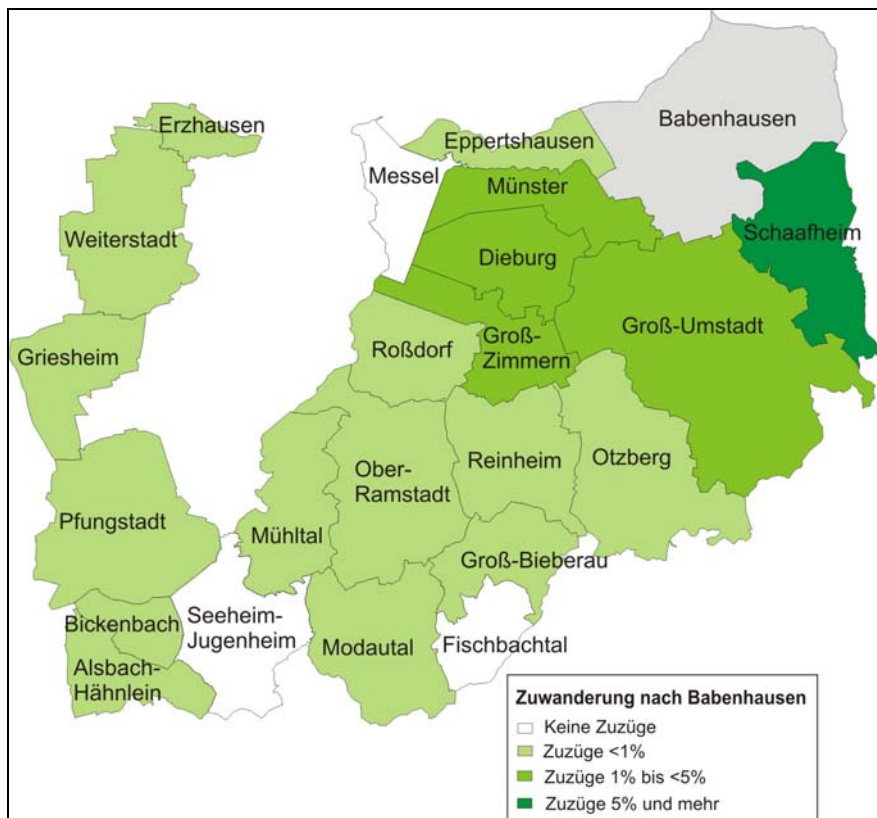 Babenhausen
Erzhausen
Eppertshausen
Messel
Münster
Weiterstadt
Schaafheim
Dieburg
Groß-Umstadt
Griesheim
Roßdorf
Groß-
Zimmern
Ober-
Ramstadt
Reinheim
Otzberg
Pfungstadt
Mühltal
Groß-Bieberau
Bickenbach
Seeheim-
Jugenheim
Modautal
Fischbachtal
Alsbach-
Hähnlein
Zuwanderung nach Babenhausen
Keine Zuzüge
Zuzüge <1%
Zuzüge 1% bis <5%
Zuzüge 5% und mehr